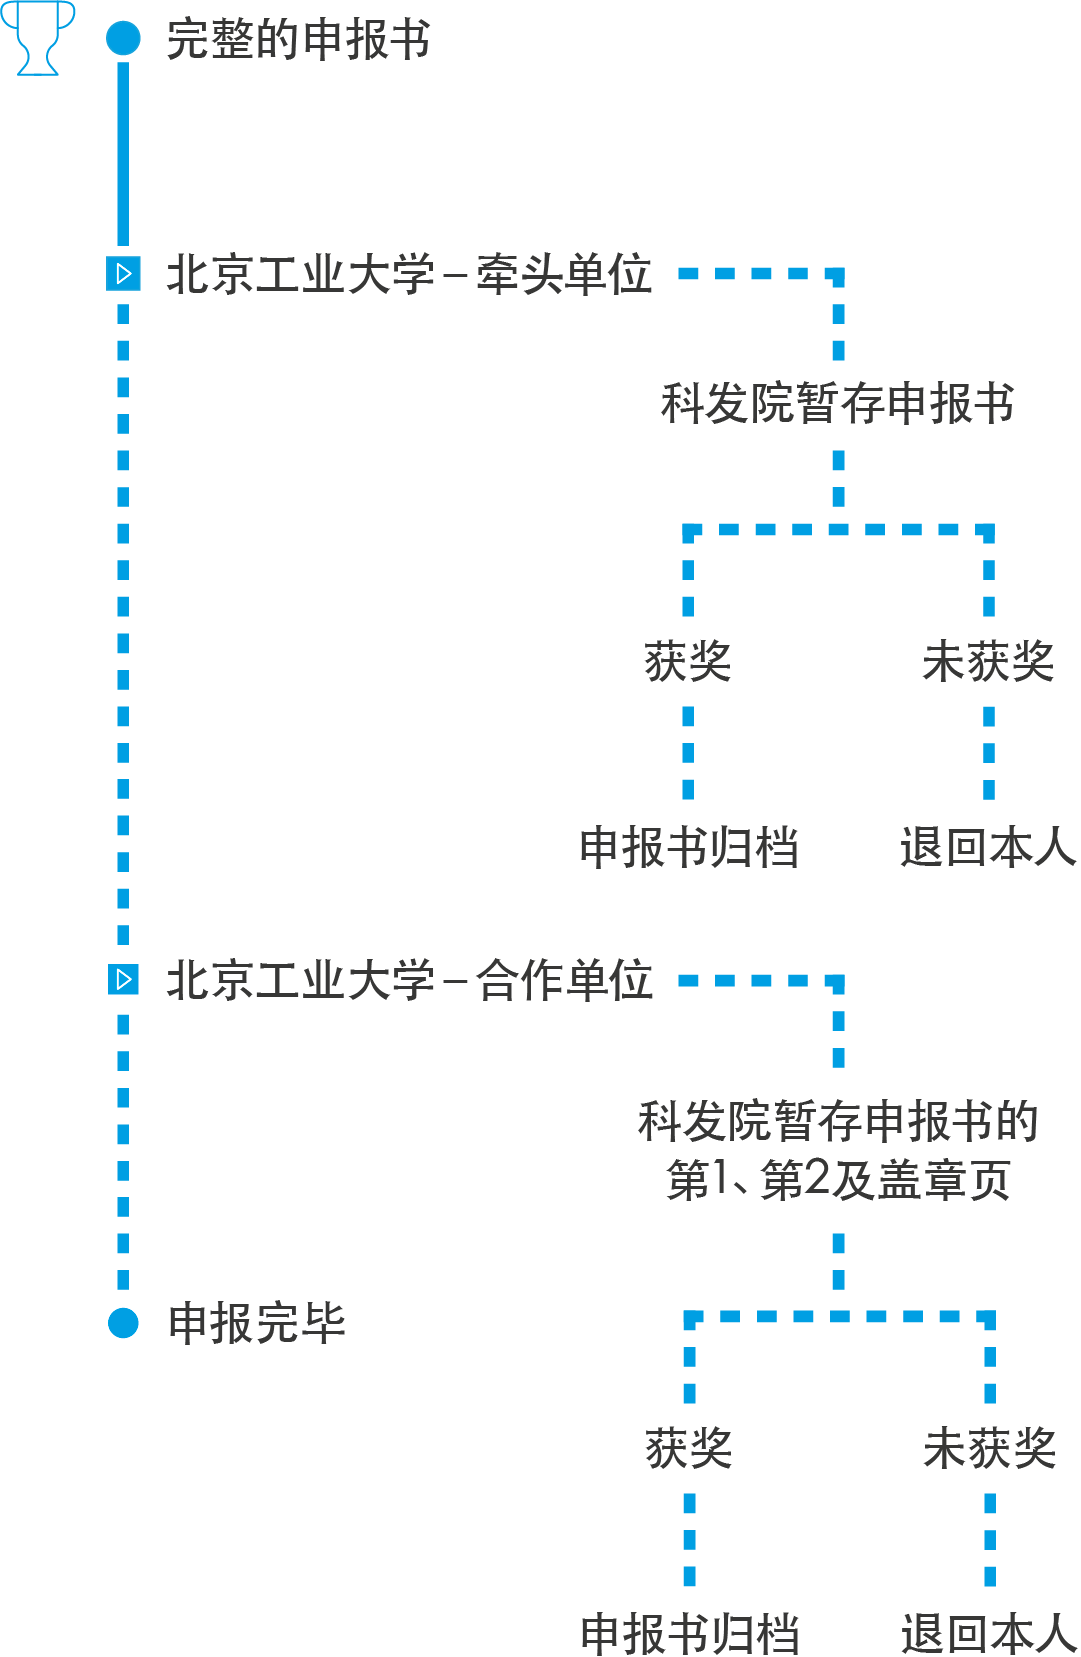 完整的申报书
北京工业大学－牵头单位
科发院暂存申报书
获奖
未获奖
申报书归档
退回本人
北京工业大学－合作单位
科发院暂存申报书的
第1、第2及盖章页
申报完毕
获奖
未获奖
申报书归档
退回本人